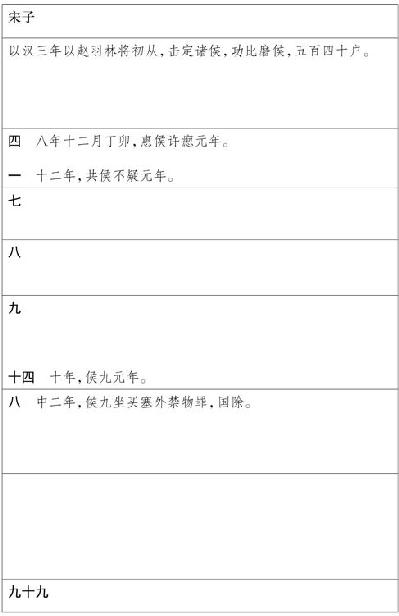 宋子
以汉三年以赵羽林将初从,击定诸侯,功比磨侯,五百四十户。
四 八年十二月丁卯,惠侯许瘛元年。
一 十二年,共侯不疑元年。
七
八
九
十四 十年,侯九元年。
八 中二年,侯九坐买塞外禁物罪,国除。
九十九